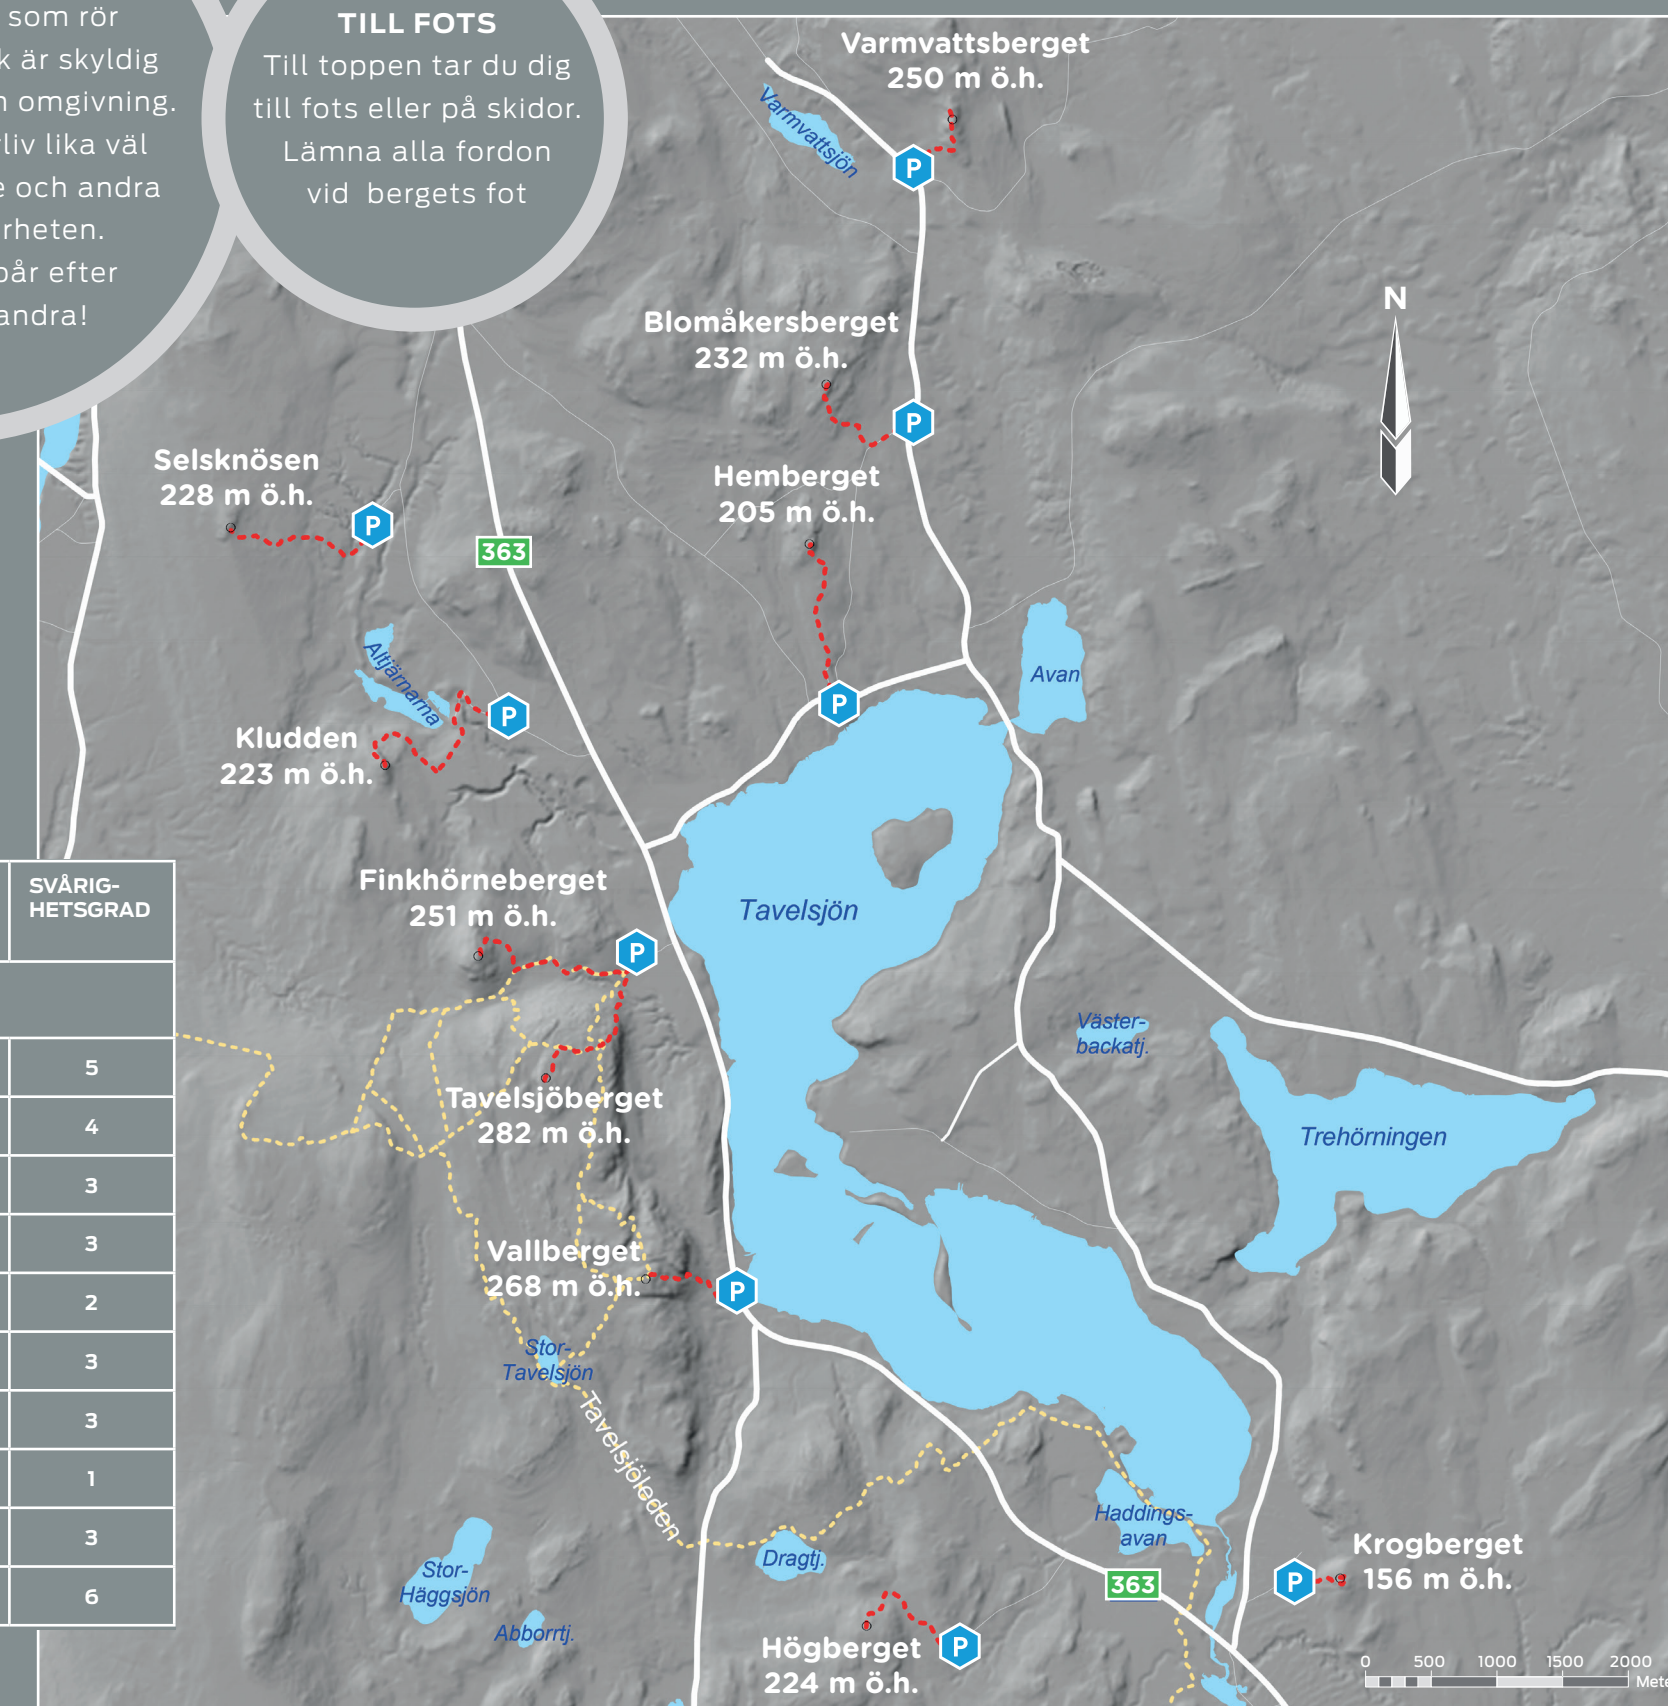 som rör
k är skyldig
n omgivning.
rliv lika väl
e och andra
rheten.
pår efter
andra!
TILL FOTS
Till toppen tar du dig
till fots eller på skidor.
Lämna alla fordon
vid bergets fot
Varmvattsberget
250 m ö.h.
Varmvattsjön
P
N
Blomåkersberget
232 m ö.h.
P
Selsknösen
228 m ö.h.
P
Hemberget
205 m ö.h.
363
Altjärnarna
Avan
P
P
Kludden
223 m ö.h.
SVÅRIG-
HETSGRAD
5
4
3
3
2
3
3
1
3
6
Finkhörneberget
251 m ö.h.
P
Tavelsjön
Väster-
backatj.
Tavelsjöberget
282 m ö.h.
Trehörningen
Vallberget
268 m ö.h.
P
Stor-
Tavelsjön
Tavelsjöleden
Haddings-
avan
Dragtj.
Stor-
Häggsjön
Abborrtj.
363
Krogberget
156 m ö.h.
P
Högberget
224 m ö.h.
P
0 500 1000 1500 2000
Mete